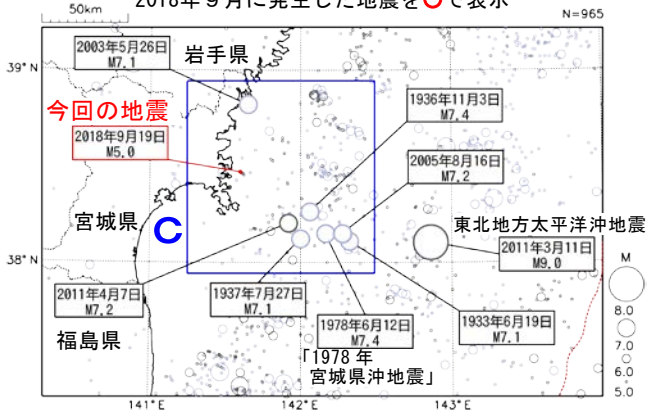 2018年9月に発生した地震を○で表示
50km
N=965
39°N
2003年5月26日
M7.1
岩手県
今回の地震
2018年9月19日
M5.0
1936年11月3日
M7.4
2005年8月16日
M7.2
宮城県
C
東北地方太平洋沖地震
2011年3月11日
M9.0
38°N
2011年4月7日
M7.2
1937年7月27日
M7.1
1978年6月12日
M7.4
1933年6月19日
M7.1
福島県
「1978年
宮城県沖地震」
M
8.0
7.0
6.0
5.0
141°E
142°E
143°E